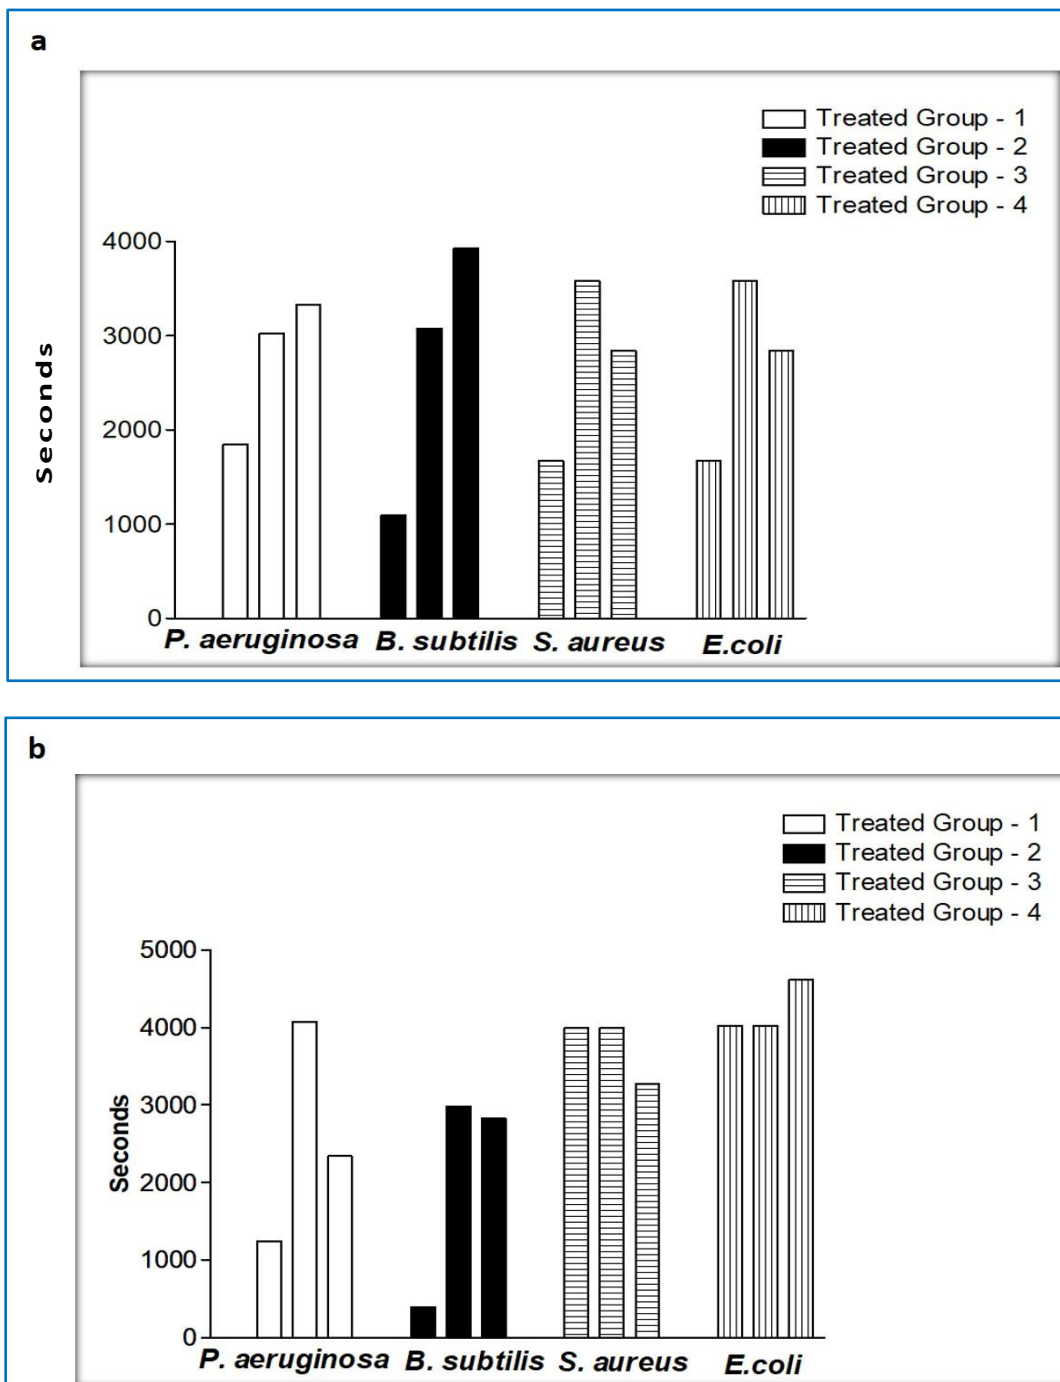 a
Treated Group - 1
Treated Group - 2
Treated Group - 3
Treated Group - 4
4000
3000
2000
1000
0
Seconds
P. aeruginosa B. subtilis S. aureus E.coli
b
Treated Group - 1
Treated Group - 2
Treated Group - 3
Treated Group - 4
5000
4000
3000
2000
1000
0
Seconds
P. aeruginosa B. subtilis S. aureus E.coli